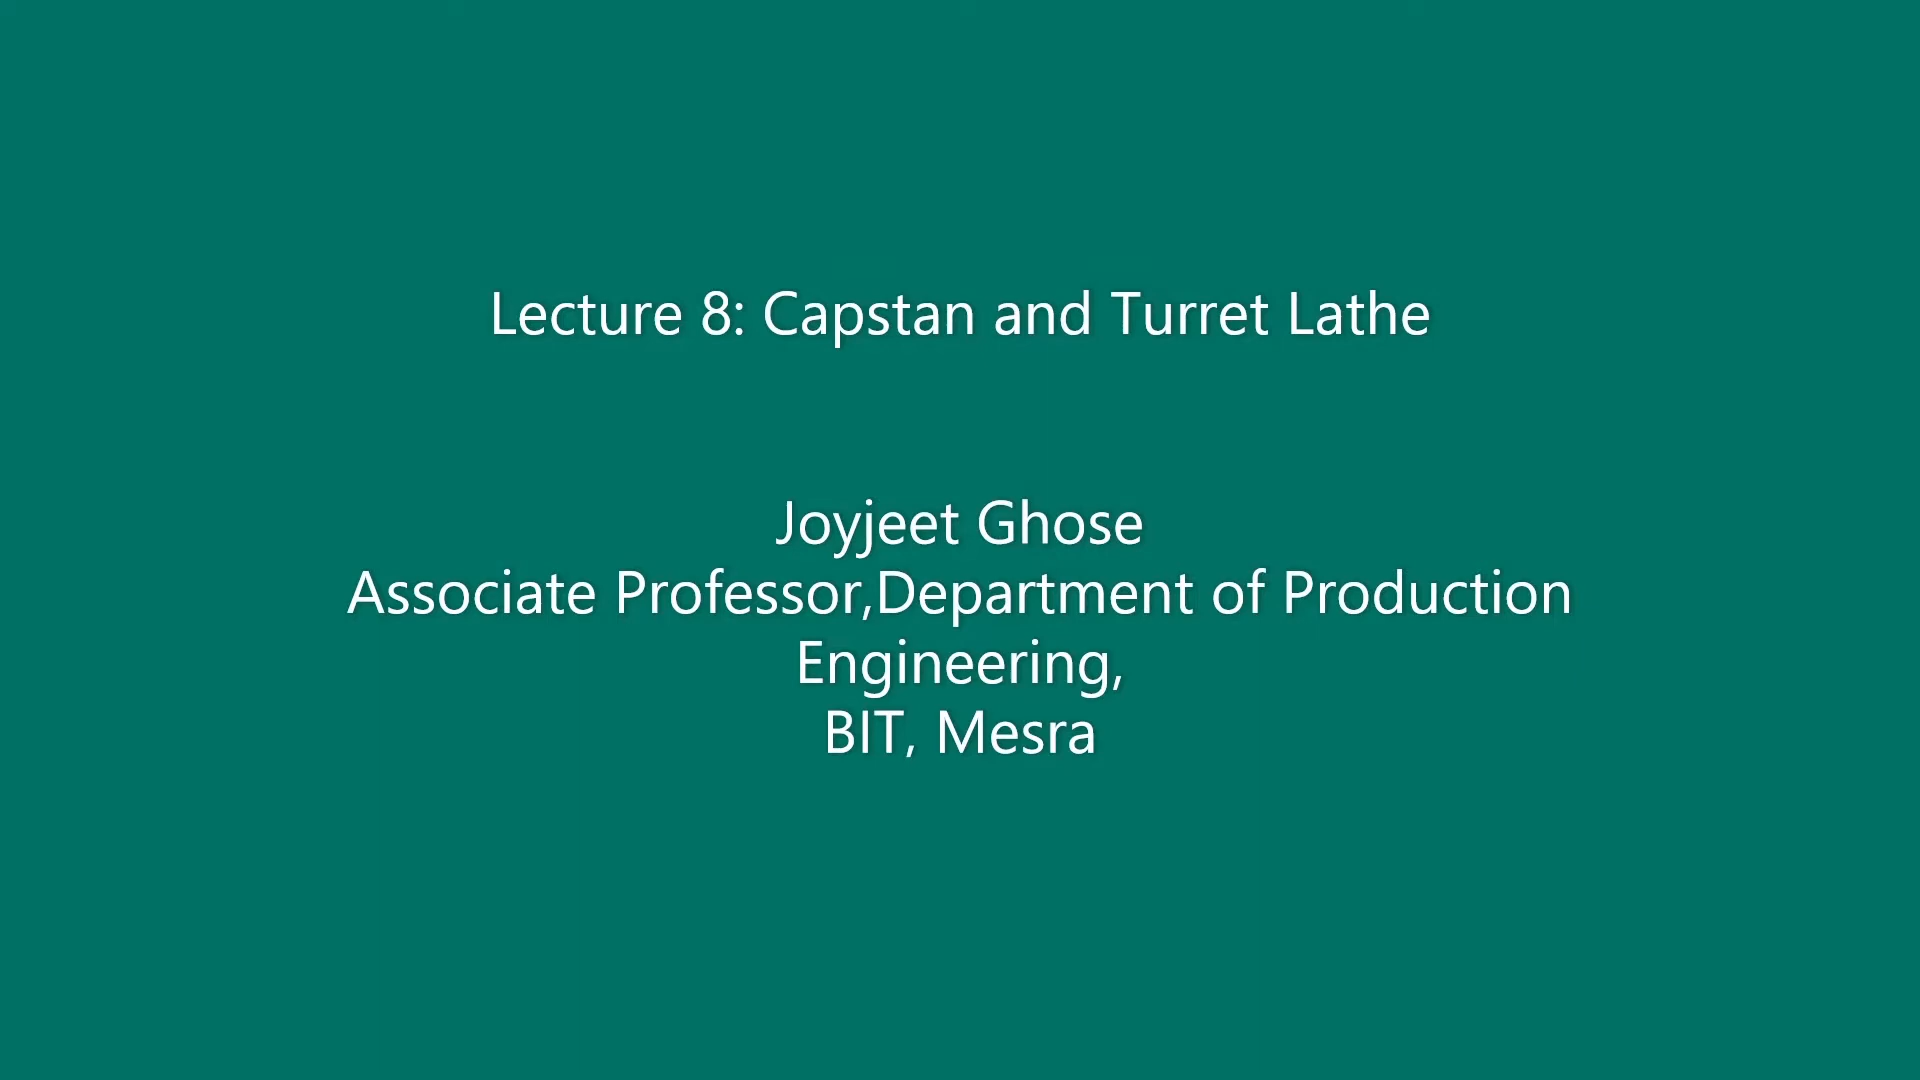 Lecture 8: Capstan and Turret Lathe
Joyjeet Ghose
Associate Professor,Department of Production
Engineering,
BIT, Mesra